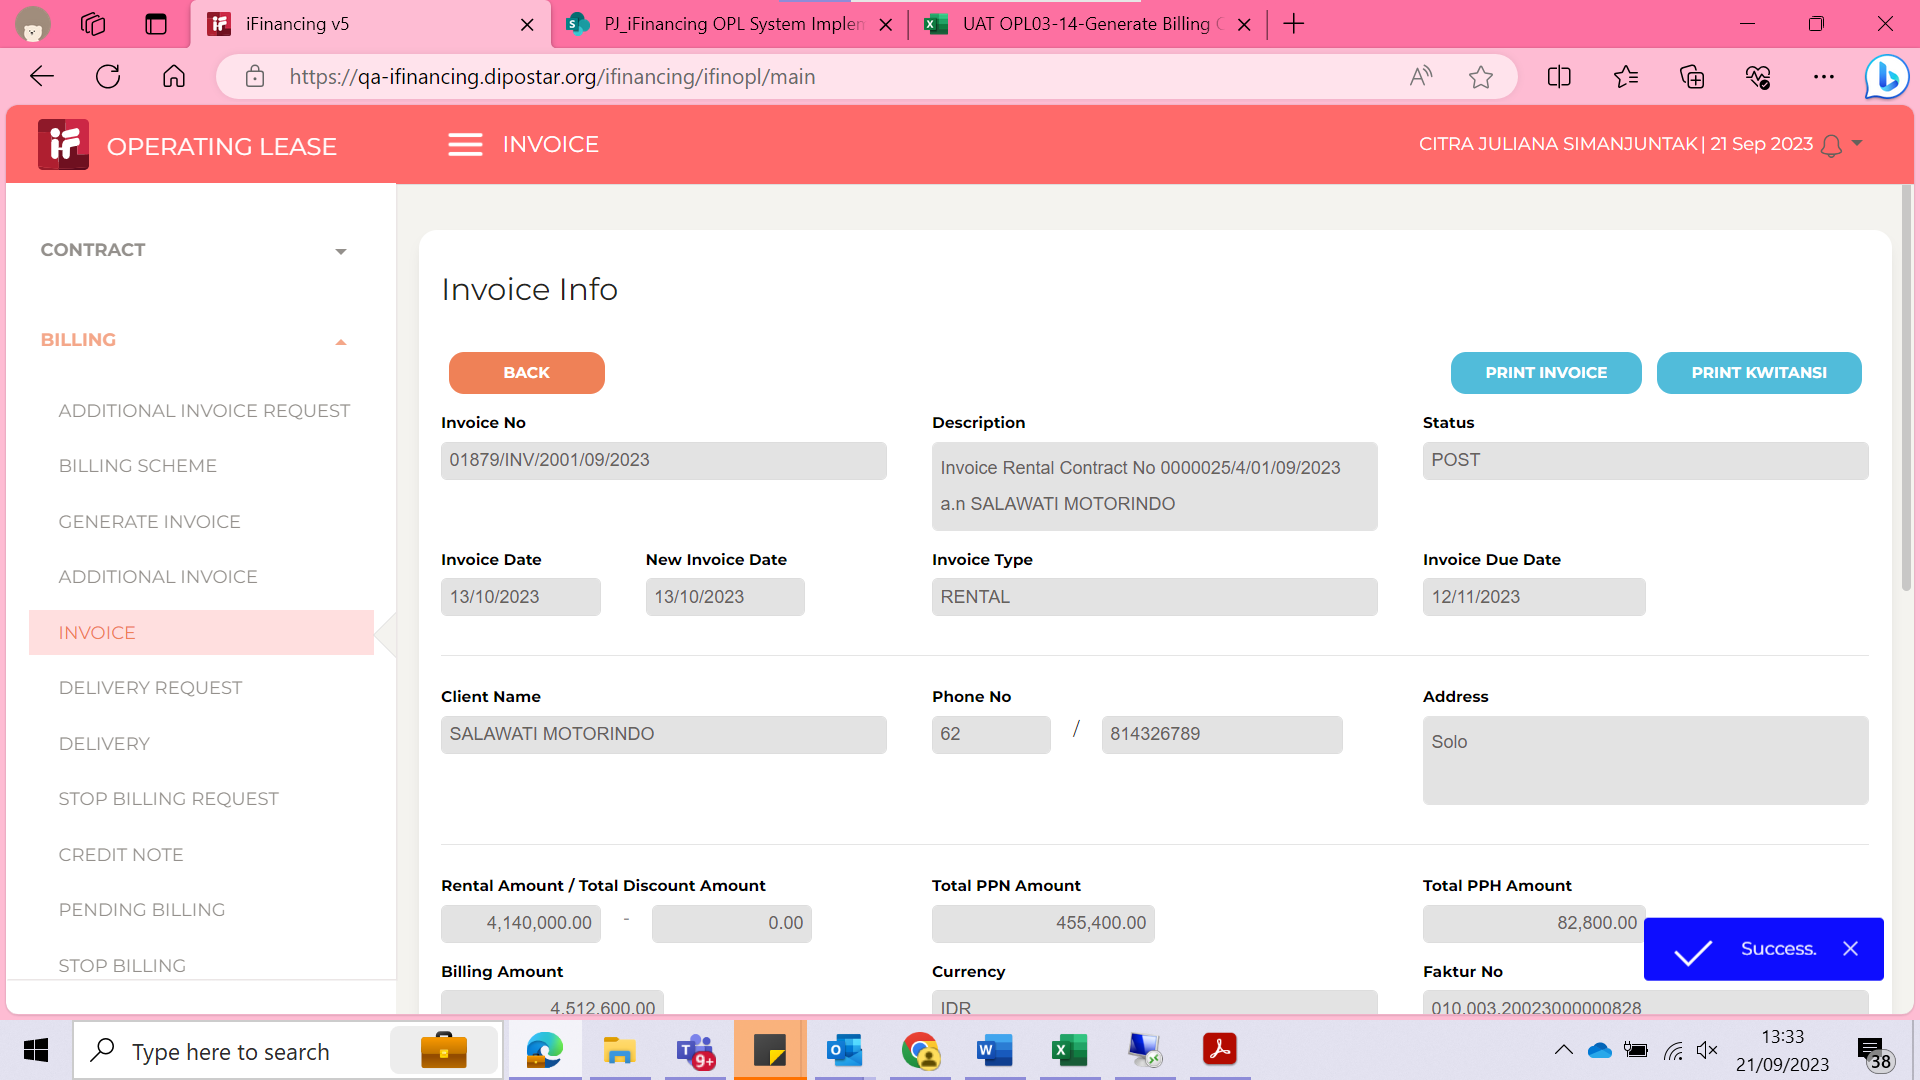 iFinancing v5
PJ_iFinancing OPL System Implem
UAT OPL03-14-Generate Billing
https://qa-ifinancing.dipostar.org/ifinancing/ifinopl/main
OPERATING LEASE
INVOICE
CITRA JULIANA SIMANJUNTAK | 21 Sep 2023
CONTRACT
BILLING
ADDITIONAL INVOICE REQUEST
BILLING SCHEME
GENERATE INVOICE
ADDITIONAL INVOICE
INVOICE
DELIVERY REQUEST
DELIVERY
STOP BILLING REQUEST
CREDIT NOTE
PENDING BILLING
STOP BILLING
Invoice Info
BACK
PRINT INVOICE
PRINT KWITANSI
Invoice No
Description
Status
01879/INV/2001/09/2023
Invoice Rental Contract No 0000025/4/01/09/2023
a.n SALAWATI MOTORINDO
POST
Invoice Date
New Invoice Date
Invoice Type
Invoice Due Date
13/10/2023
13/10/2023
RENTAL
12/11/2023
Client Name
Phone No
Address
SALAWATI MOTORINDO
62 / 814326789
Solo
Rental Amount / Total Discount Amount
Total PPN Amount
Total PPH Amount
4,140,000.00 - 0.00
455,400.00
82,800.00
Success.
Billing Amount
Currency
Faktur No
4,512,600.00
IDR
010.003.20023000000828
Type here to search
9+
13:33
21/09/2023
38